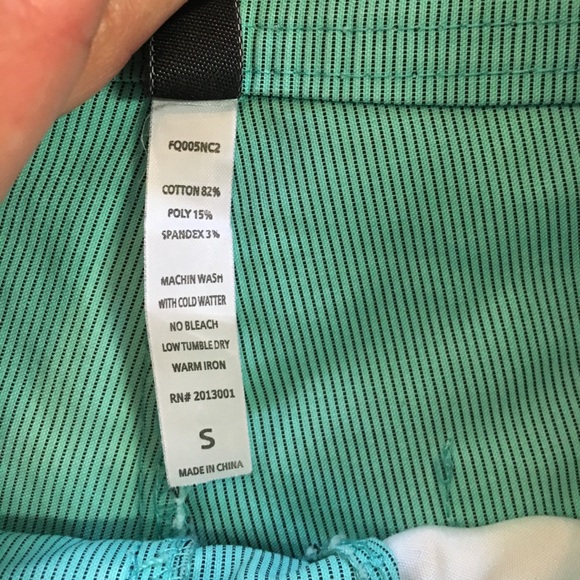 FQ005NC2
COTTON 82%
POLY 15%
SPANDEX 3%
MACHIN WASH
WITH COLD WATTER
NO BLEACH
LOW TUMBLE DRY
WARM IRON
RN# 2013001
S
MADE IN CHINA